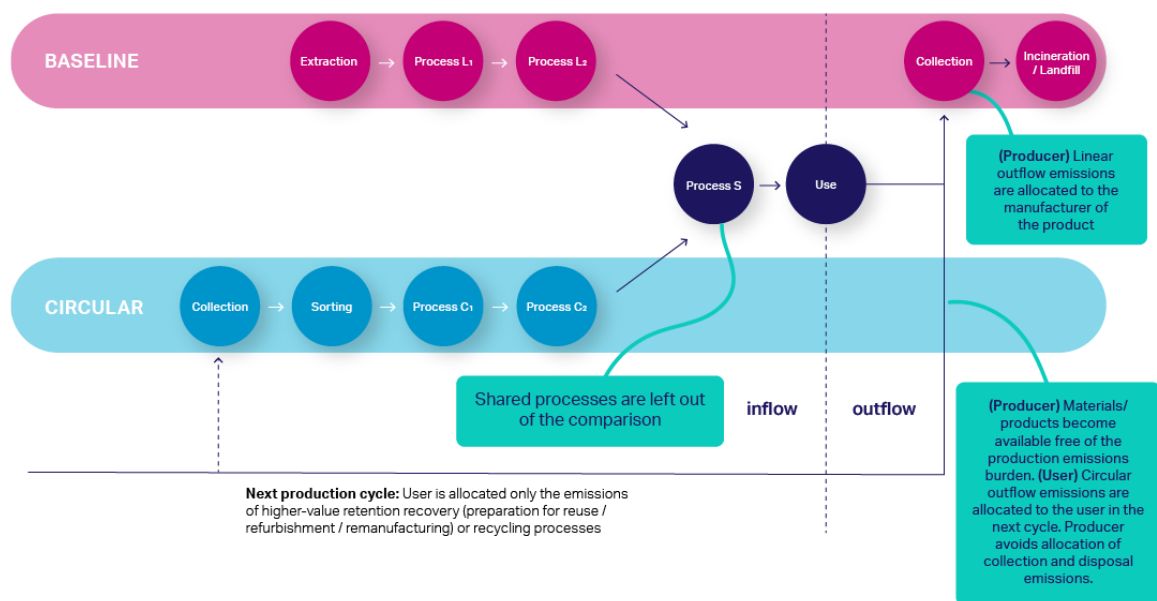 BASELINE
Extraction
Process L₁
Process L₂
Collection
Incineration
/ Landfill
(Producer) Linear
outflow emissions
are allocated to the
manufacturer of
the product
Process S
Use
CIRCULAR
Collection
Sorting
Process C₁
Process C₂
Shared processes are left out
of the comparison
inflow
outflow
(Producer) Materials/
products become
available free of the
production emissions
burden. (User) Circular
outflow emissions are
allocated to the user in the
next cycle. Producer
avoids allocation of
collection and disposal
emissions.
Next production cycle: User is allocated only the emissions
of higher-value retention recovery (preparation for reuse /
refurbishment / remanufacturing) or recycling processes